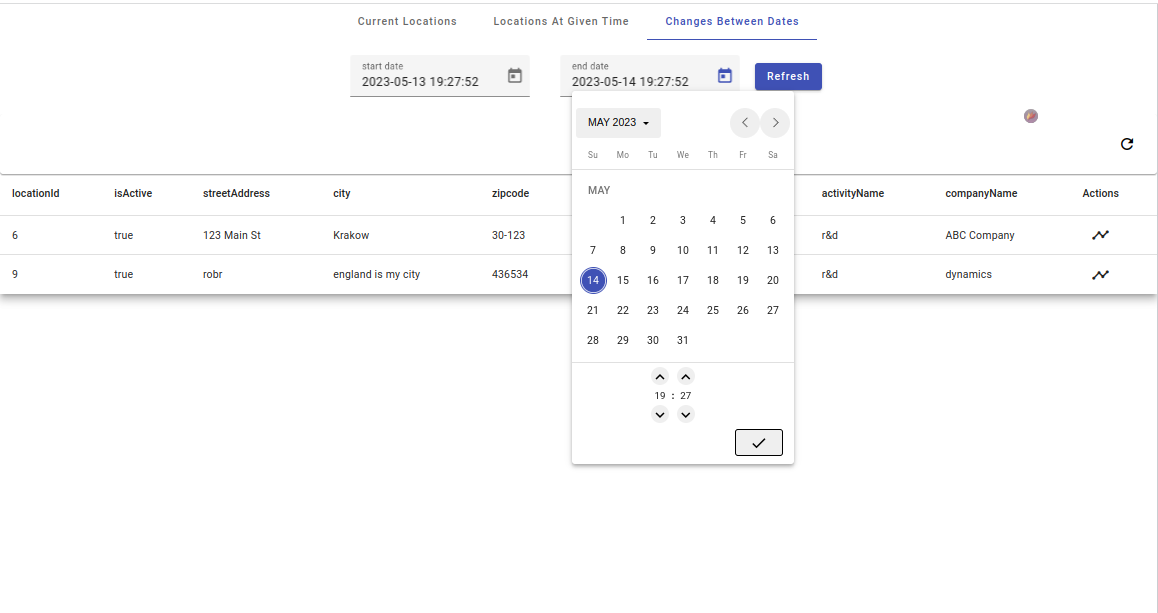 Current Locations Locations At Given Time Changes Between Dates
start date end date
2023-05-13 19:27:52 2023-05-14 19:27:52 Refresh
MAY 2023
Su Mo Tu We Th Fr Sa
MAY
1 2 3 4 5 6
7 8 9 10 11 12 13
14 15 16 17 18 19 20
21 22 23 24 25 26 27
28 29 30 31
19 : 27
locationId isActive streetAddress city zipcode activityName companyName Actions
6 true 123 Main St Krakow 30-123 r&d ABC Company
9 true robr england is my city 436534 r&d dynamics